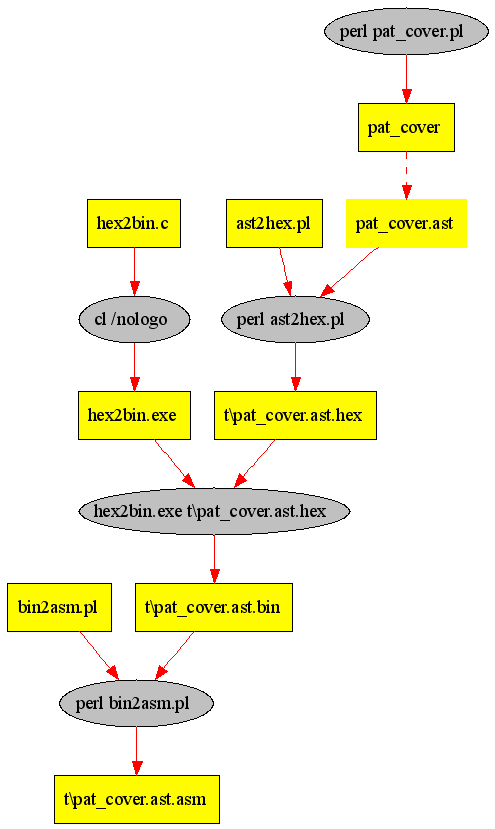 perl pat_cover.pl
pat_cover
hex2bin.c
ast2hex.pl
pat_cover.ast
cl /nologo
perl ast2hex.pl
hex2bin.exe
t\pat_cover.ast.hex
hex2bin.exe t\pat_cover.ast.hex
bin2asm.pl
t\pat_cover.ast.bin
perl bin2asm.pl
t\pat_cover.ast.asm